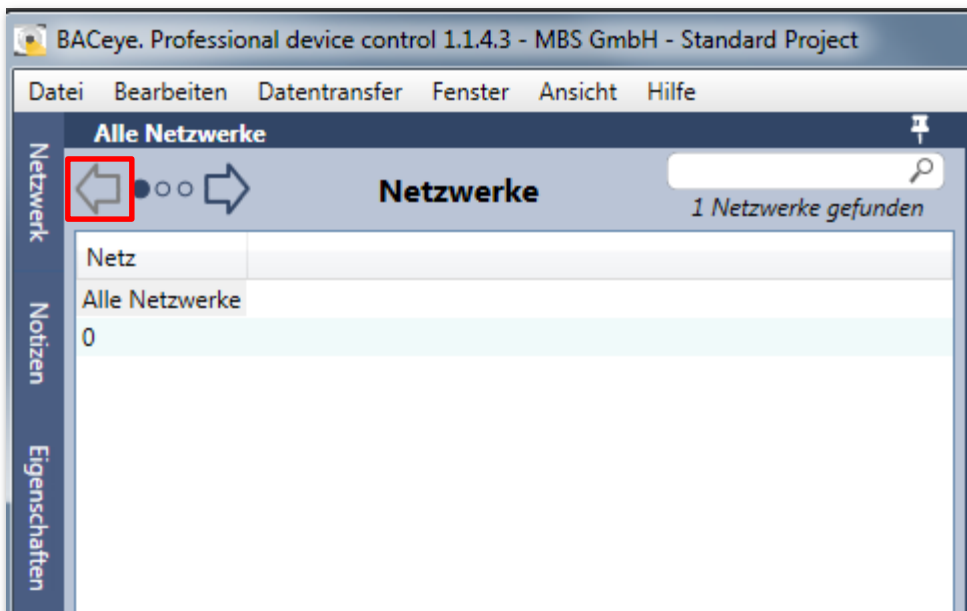 BACeye. Professional device control 1.1.4.3 - MBS GmbH - Standard Project
Datei Bearbeiten Datentransfer Fenster Ansicht Hilfe
Alle Netzwerke
Netzwerke
1 Netzwerke gefunden
Netz
Alle Netzwerke
0
Netzwerk
Notizen
Eigenschaften